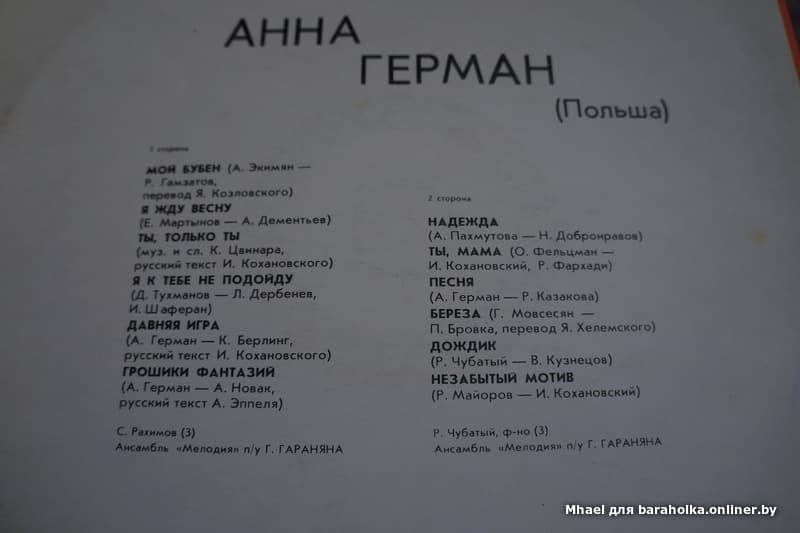 АННА
ГЕРМАН
(Польша)
1 сторона
МОЙ БУБЕН (А. Экимян —
Р. Гамзатов,
перевод Я. Козловского)
Я ЖДУ ВЕСНУ
(Е. Мартынов — А. Дементьев)
ТЫ, ТОЛЬКО ТЫ
(муз. и сл. К. Цвинара,
русский текст И. Кохановского)
Я К ТЕБЕ НЕ ПОДОЙДУ
(Д. Тухманов — Л. Дербенев,
И. Шаферан)
ДАВНЯЯ ИГРА
(А. Герман — К. Берлинг,
русский текст И. Кохановского)
ГРОШИКИ ФАНТАЗИЙ
(А. Герман — А. Новак,
русский текст А. Эппеля)
С. Рахимов (3)
Ансамбль «Мелодия» п/у Г. ГАРАНЯНА
2 сторона
НАДЕЖДА
(А. Пахмутова — Н. Добронравов)
ТЫ, МАМА (О. Фельцман —
И. Кохановский, Р. Фархади)
ПЕСНЯ
(А. Герман — Р. Казакова)
БЕРЕЗА (Г. Мовсесян —
П. Бровка, перевод Я. Хелемского)
ДОЖДИК
(Р. Чубатый — В. Кузнецов)
НЕЗАБЫТЫЙ МОТИВ
(Р. Майоров — И. Кохановский)
Р. Чубатый, ф-но (3)
Ансамбль «Мелодия» п/у Г. ГАРАНЯНА
Mhael для baraholka.onliner.by